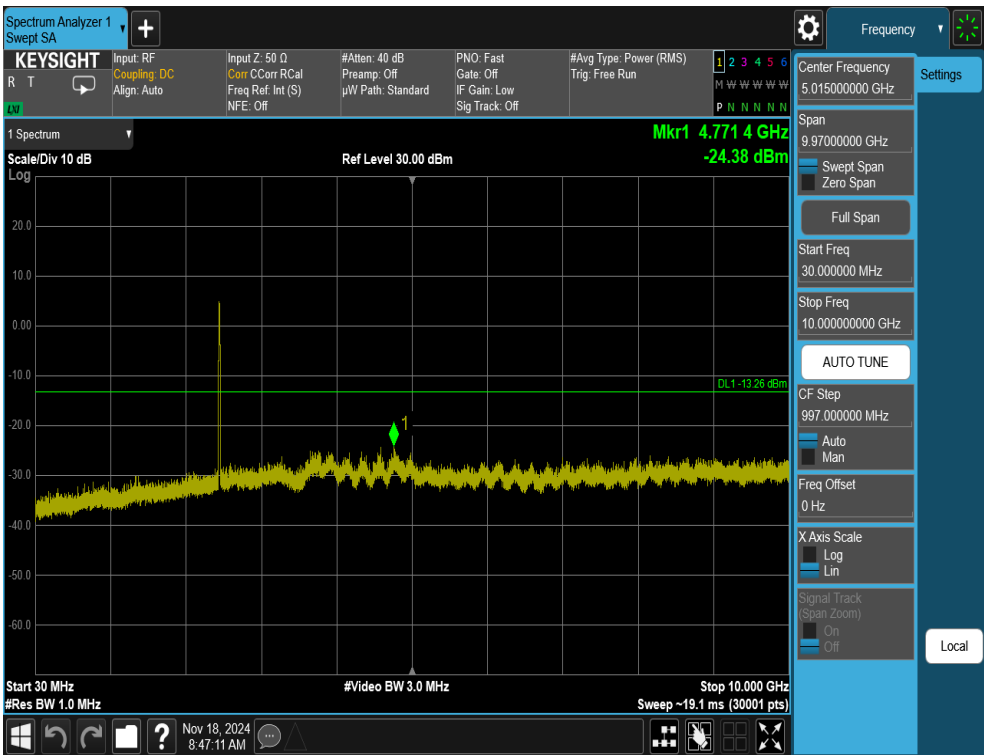 Spectrum Analyzer 1
Swept SA
Frequency
KEYSIGHT
R T
LXI
Input: RF
Coupling: DC
Align: Auto
Input Z: 50 Ω
Corr CCorr RCal
Freq Ref: Int (S)
NFE: Off
#Atten: 40 dB
Preamp: Off
µW Path: Standard
PNO: Fast
Gate: Off
IF Gain: Low
Sig Track: Off
#Avg Type: Power (RMS)
Trig: Free Run
1 2 3 4 5 6
M W W W W W
P N N N N N
1 Spectrum
Mkr1 4.771 4 GHz
-24.38 dBm
Scale/Div 10 dB
Ref Level 30.00 dBm
Log
20.0
10.0
0.00
-10.0
DL1 -13.26 dBm
-20.0
1
-30.0
-40.0
-50.0
-60.0
Start 30 MHz
#Video BW 3.0 MHz
Stop 10.000 GHz
#Res BW 1.0 MHz
Sweep ~19.1 ms (30001 pts)
Center Frequency
5.015000000 GHz
Settings
Span
9.97000000 GHz
Swept Span
Zero Span
Full Span
Start Freq
30.000000 MHz
Stop Freq
10.000000000 GHz
AUTO TUNE
CF Step
997.000000 MHz
Auto
Man
Freq Offset
0 Hz
X Axis Scale
Log
Lin
Signal Track
(Span Zoom)
On
Off
Local
?
Nov 18, 2024
8:47:11 AM